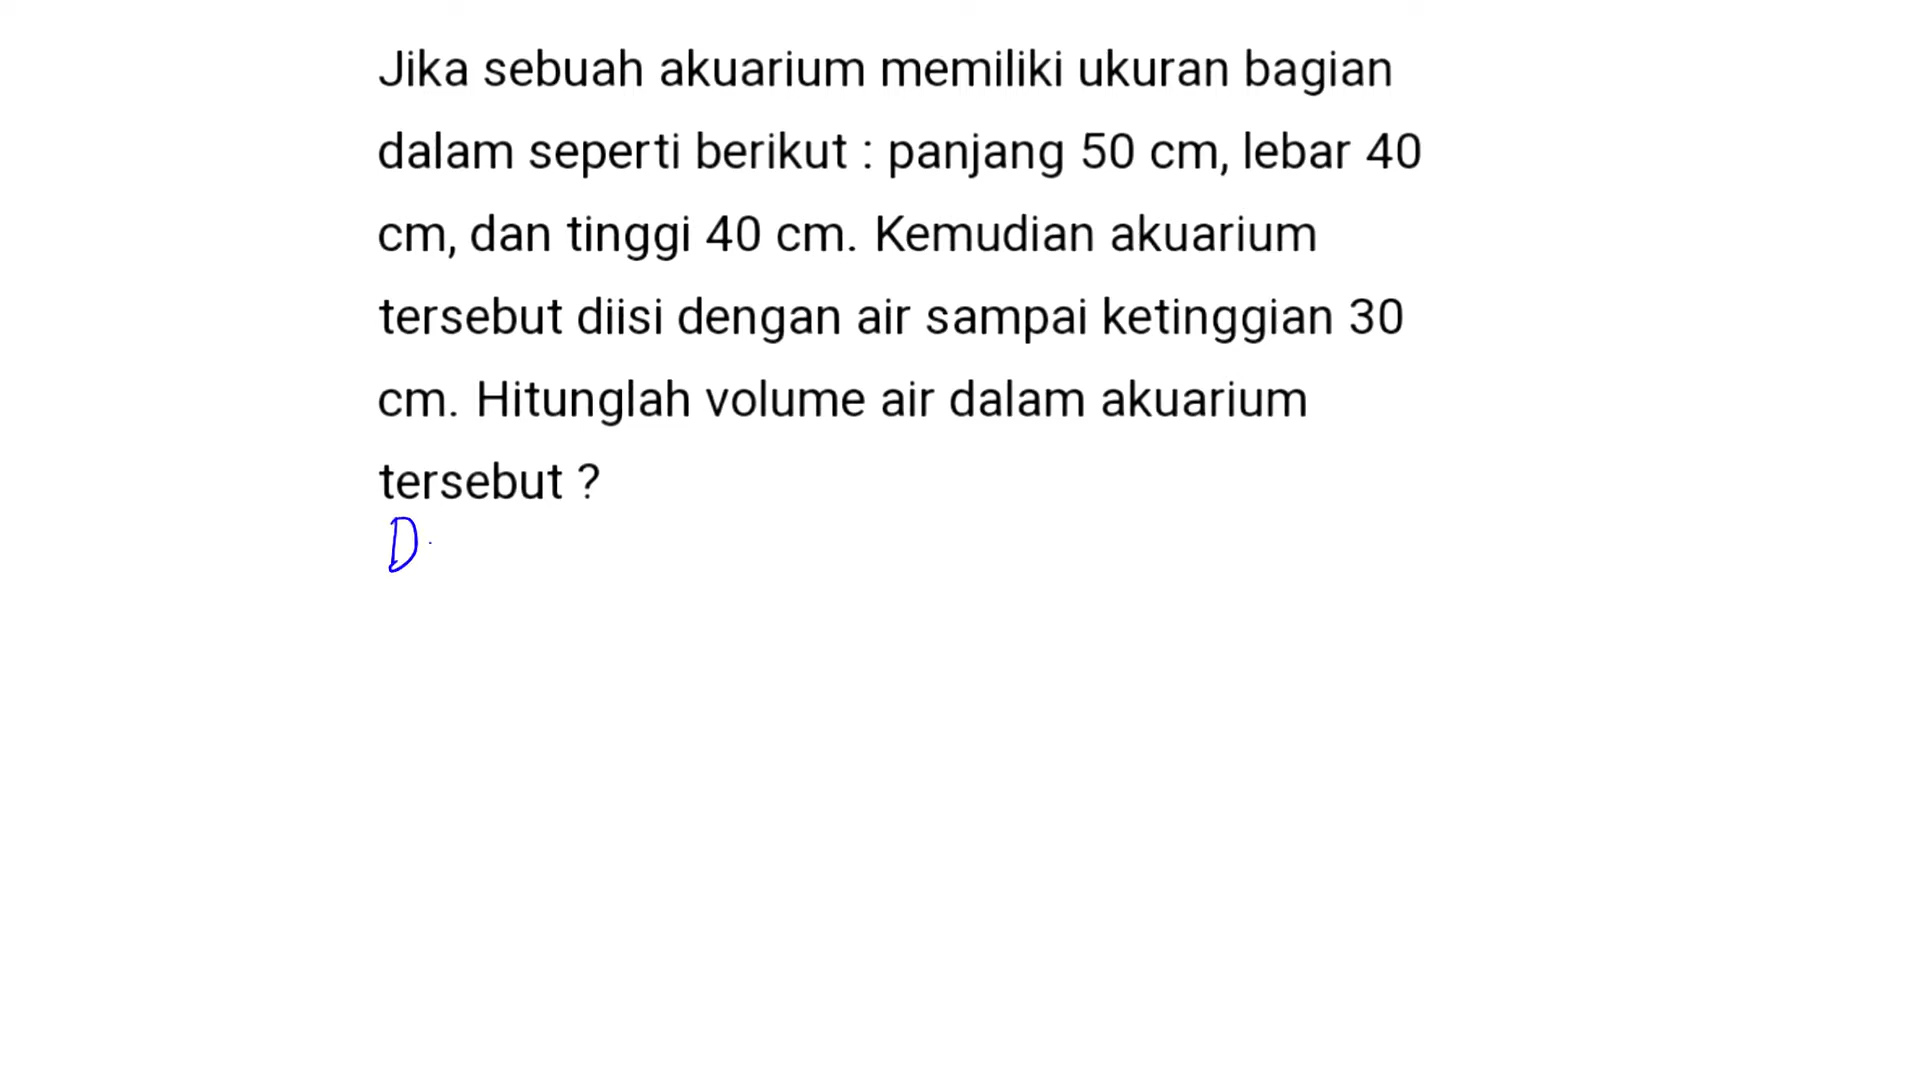 Jika sebuah akuarium memiliki ukuran bagian
dalam seperti berikut : panjang 50 cm, lebar 40
cm, dan tinggi 40 cm. Kemudian akuarium
tersebut diisi dengan air sampai ketinggian 30
cm. Hitunglah volume air dalam akuarium
tersebut ?
D